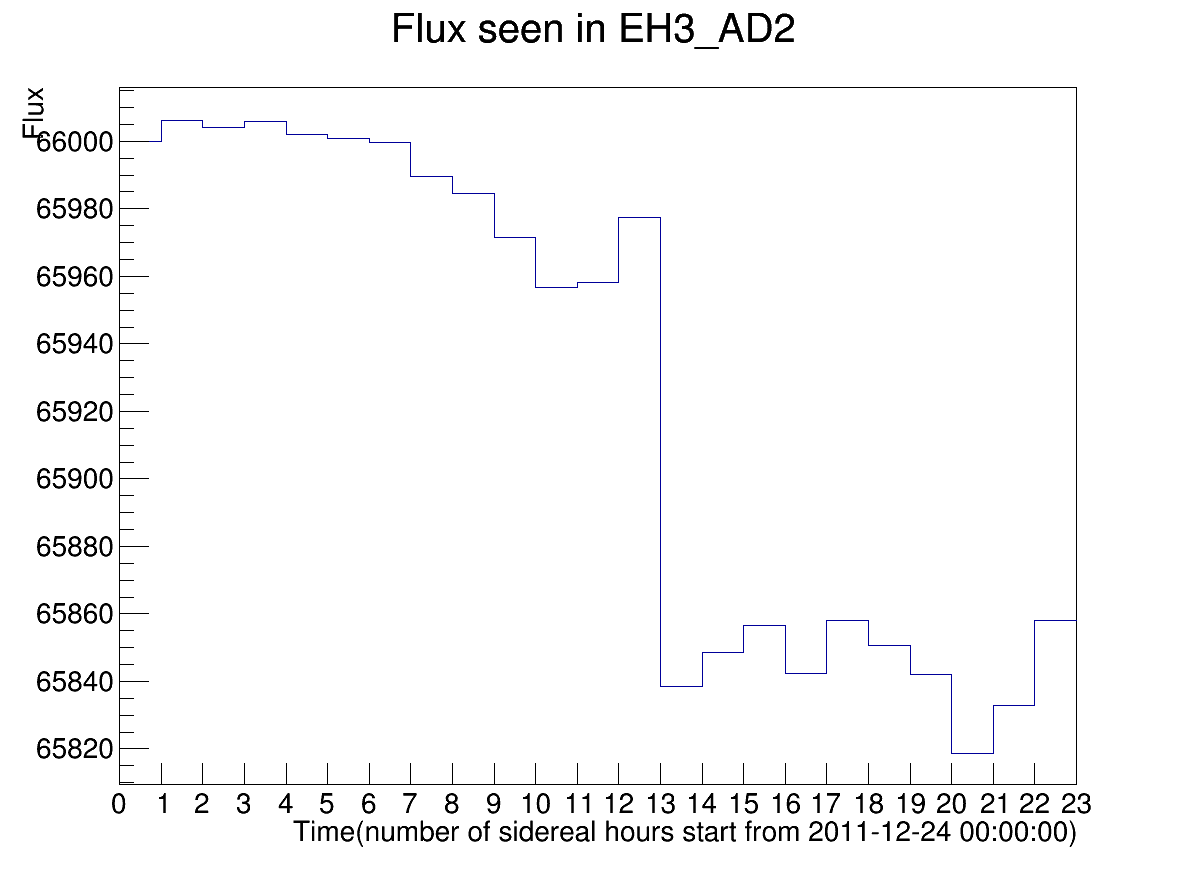 Flux seen in EH3_AD2
Flux
66000
65980
65960
65940
65920
65900
65880
65860
65840
65820
0 1 2 3 4 5 6 7 8 9 10 11 12 13 14 15 16 17 18 19 20 21 22 23
Time(number of sidereal hours start from 2011-12-24 00:00:00)